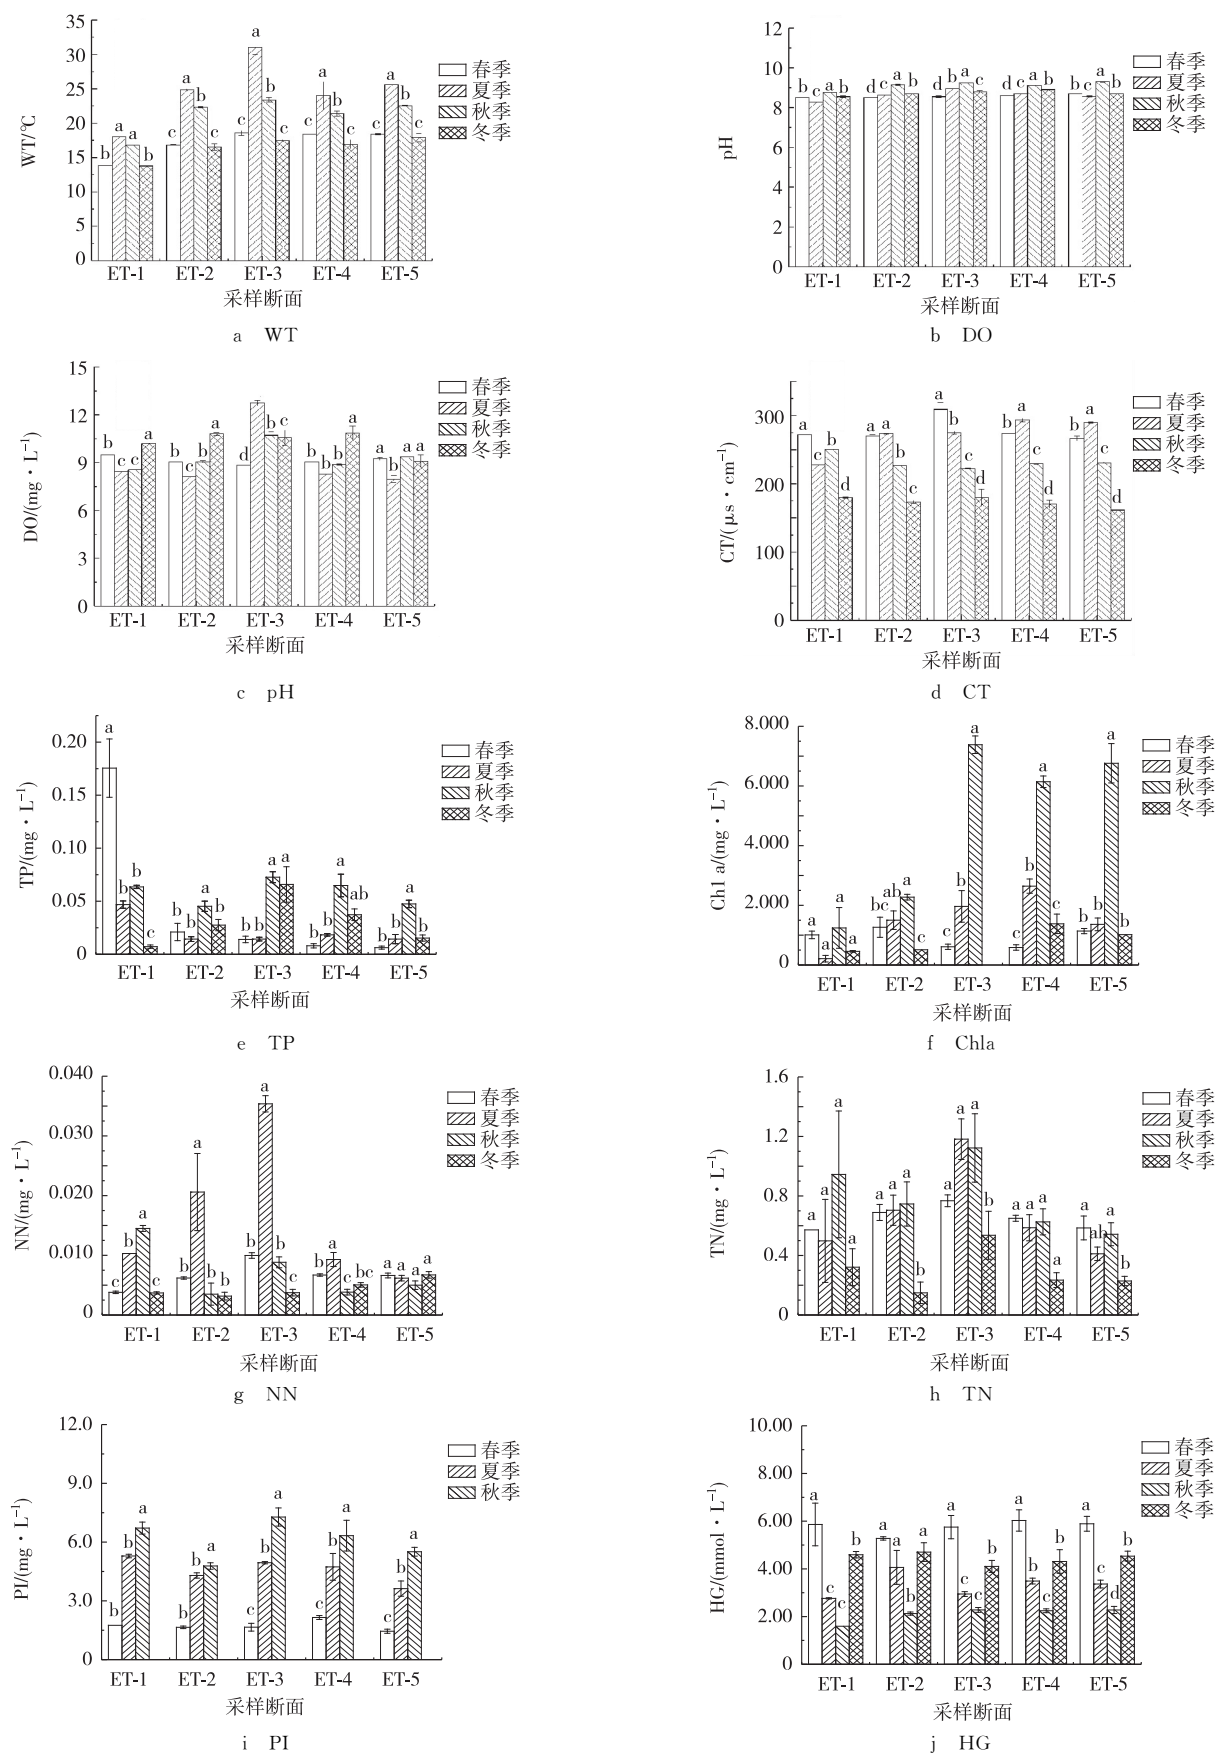 a WT
WT/℃
35
30
25
20
15
10
5
0
b a a b
c a b c
c a b c
c a b c
c a b c
ET-1 ET-2 ET-3 ET-4 ET-5
采样断面
春季
夏季
秋季
冬季
b DO
pH
12
10
8
6
4
2
0
b c a b
d c a b
d b a c
d c a b
b c a b
ET-1 ET-2 ET-3 ET-4 ET-5
采样断面
春季
夏季
秋季
冬季
c pH
DO/(mg·L⁻¹)
15
12
9
6
3
0
b c c a
b c b a
d a b c
b b b a
a b a a
ET-1 ET-2 ET-3 ET-4 ET-5
采样断面
春季
夏季
秋季
冬季
d CT
CT/(μs·cm⁻¹)
300
200
100
0
a c b d
a a b c
a b c d
b a c d
b a c d
ET-1 ET-2 ET-3 ET-4 ET-5
采样断面
春季
夏季
秋季
冬季
e TP
TP/(mg·L⁻¹)
0.20
0.15
0.10
0.05
0
a b b c
b b a b
b b a a
b b a ab
b b a b
ET-1 ET-2 ET-3 ET-4 ET-5
采样断面
春季
夏季
秋季
冬季
f Chla
Chl a/(mg·L⁻¹)
8.000
6.000
4.000
2.000
0
a a a a
bc ab a c
b b a
c b a c
b b a b
ET-1 ET-2 ET-3 ET-4 ET-5
采样断面
春季
夏季
秋季
冬季
g NN
NN/(mg·L⁻¹)
0.040
0.030
0.020
0.010
0
c b a c
b a b b
b a b c
b a c bc
a a a a
ET-1 ET-2 ET-3 ET-4 ET-5
采样断面
春季
夏季
秋季
冬季
h TN
TN/(mg·L⁻¹)
1.6
1.2
0.8
0.4
0
a a a a
a a a b
a a a b
a a a a
a ab a b
ET-1 ET-2 ET-3 ET-4 ET-5
采样断面
春季
夏季
秋季
冬季
i PI
PI/(mg·L⁻¹)
12.0
9.0
6.0
3.0
0
b b a
b b a
c b a
c b a
c b a
ET-1 ET-2 ET-3 ET-4 ET-5
采样断面
春季
夏季
秋季
j HG
HG/(mmol·L⁻¹)
10.00
8.00
6.00
4.00
2.00
0
a c c b
a a b a
a c c b
a b c b
a c d b
ET-1 ET-2 ET-3 ET-4 ET-5
采样断面
春季
夏季
秋季
冬季